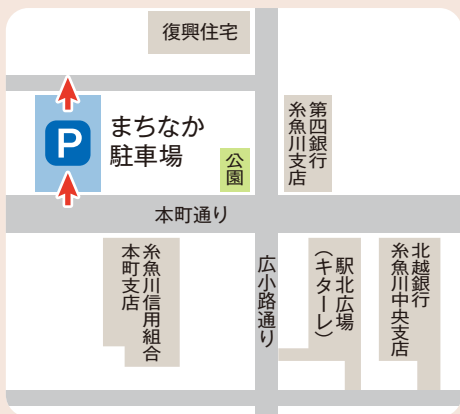 復興住宅
P
まちなか
駐車場
公園
第四銀行
糸魚川支店
本町通り
糸魚川信用組合
本町支店
広小路通り
駅北広場
(キターレ)
北越銀行
糸魚川中央支店